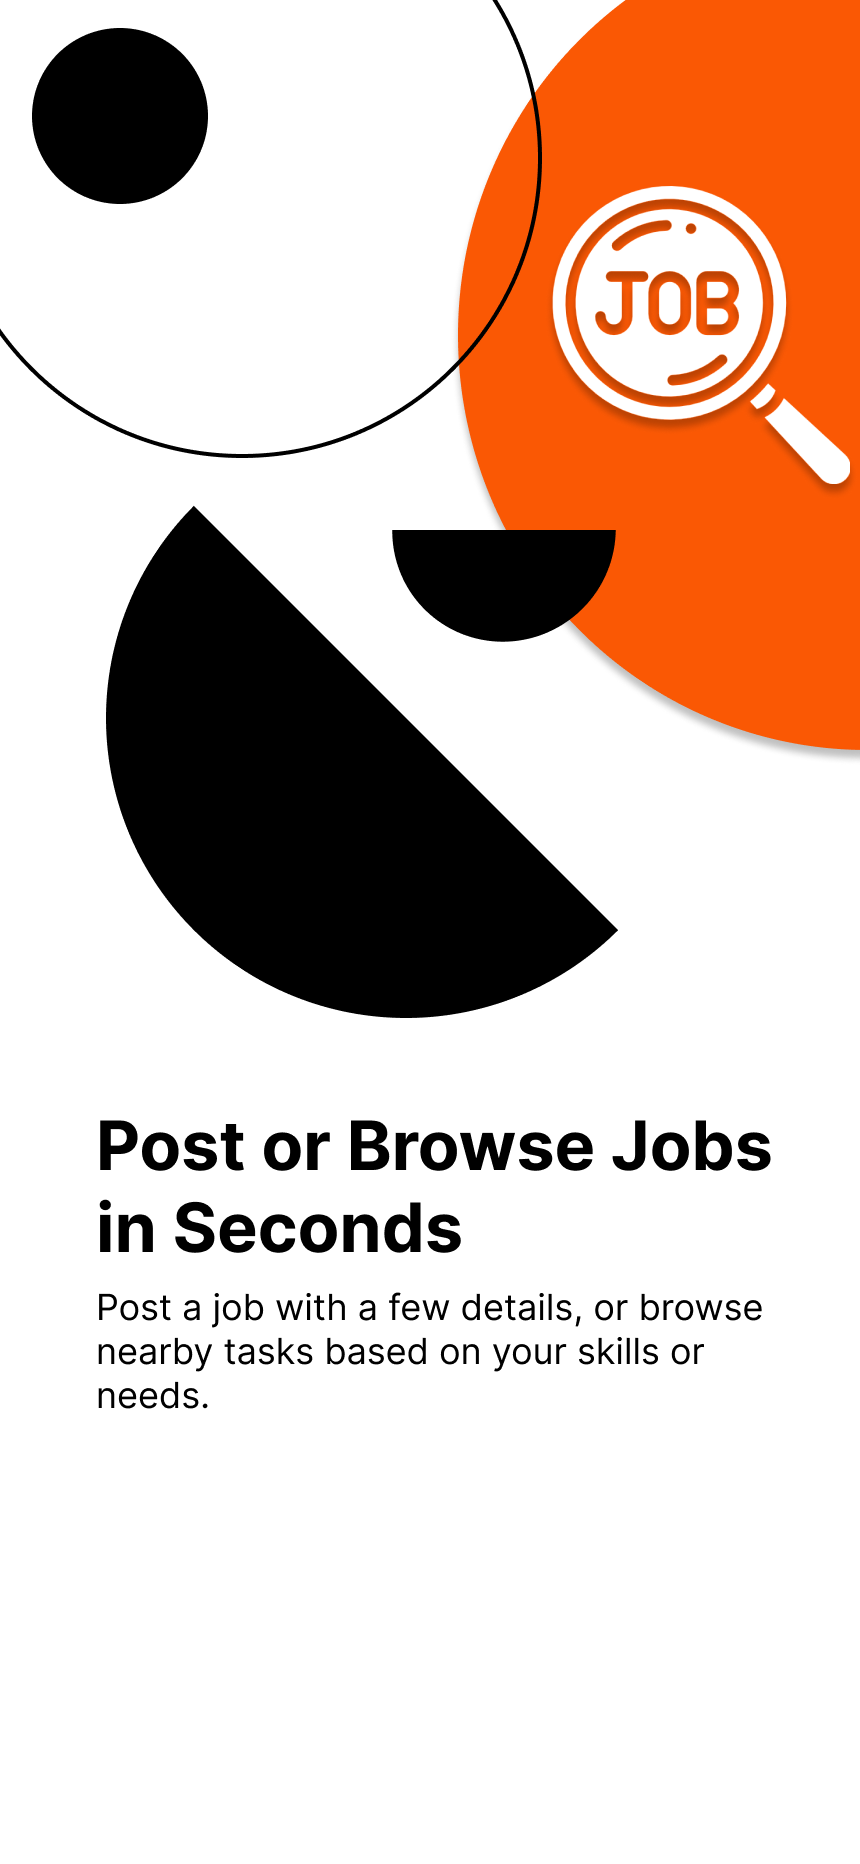 JOB
Post or Browse Jobs
in Seconds
Post a job with a few details, or browse
nearby tasks based on your skills or
needs.